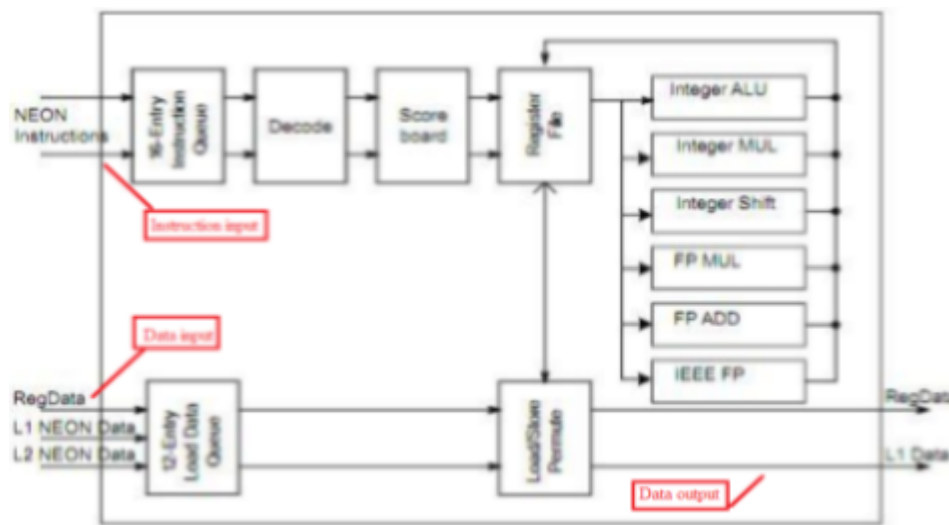 NEON
Instructions
16-Entry
Instruction
Queue
Decode
Score
board
Register
File
Integer ALU
Integer MUL
Integer Shift
FP MUL
FP ADD
IEEE FP
Instruction input
Data input
RegData
L1 NEON Data
L2 NEON Data
12-Entry
Load Data
Queue
Load/Store
Permute
RegData
L1 Data
Data output